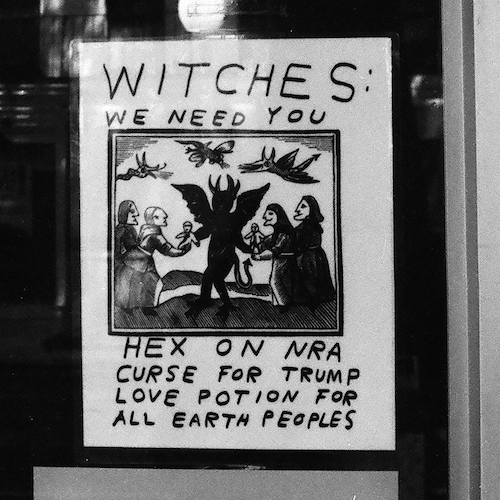 WITCHES:
WE NEED YOU
HEX ON NRA
CURSE FOR TRUMP
LOVE POTION FOR
ALL EARTH PEOPLES